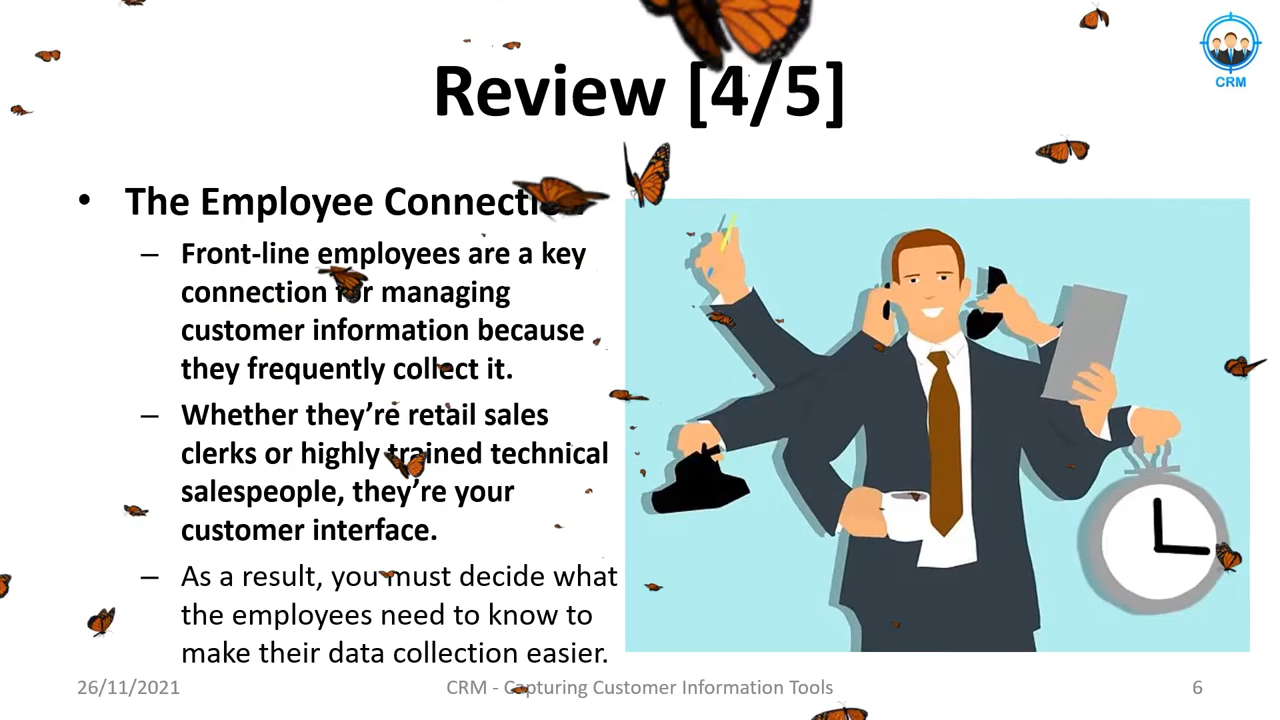 CRM
Review [4/5]
• The Employee Connection
– Front-line employees are a key
connection for managing
customer information because
they frequently collect it.
– Whether they're retail sales
clerks or highly trained technical
salespeople, they're your
customer interface.
– As a result, you must decide what
the employees need to know to
make their data collection easier.
26/11/2021
CRM - Capturing Customer Information Tools
6